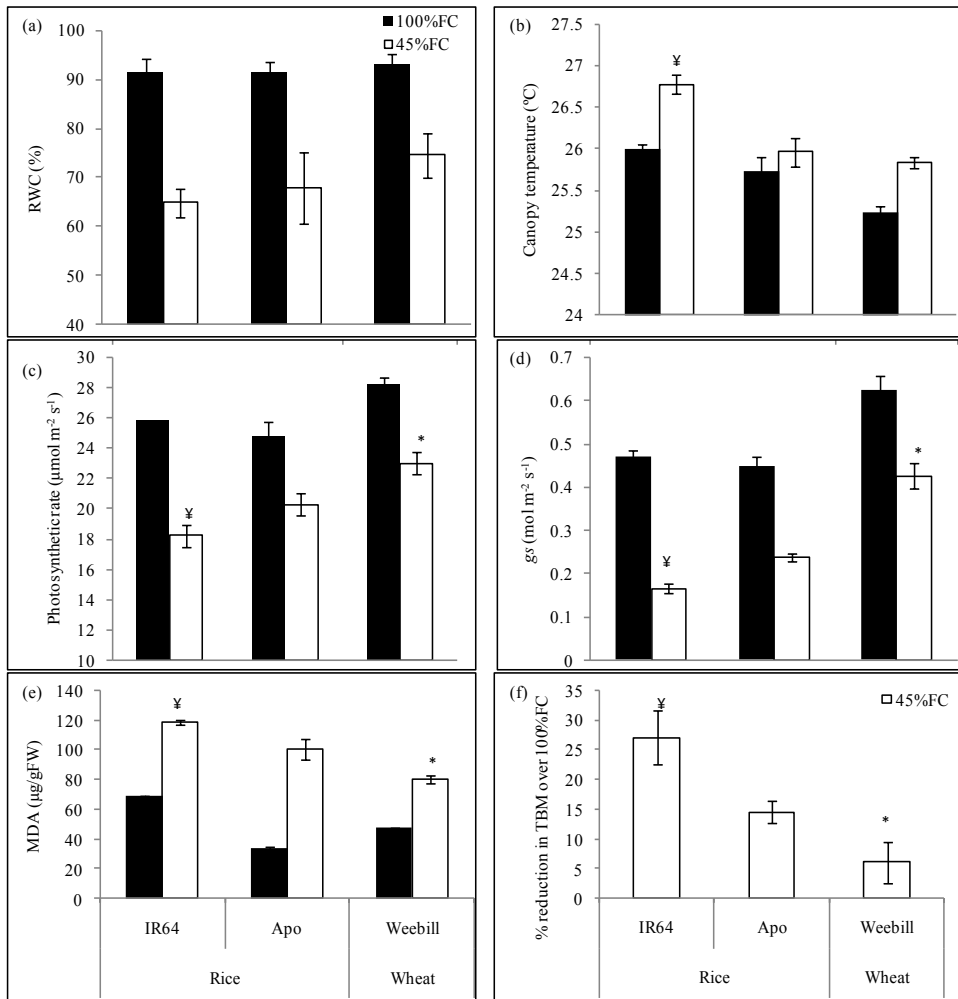 (a)
100%FC
45%FC
RWC (%)
100
90
80
70
60
50
40
(b)
Canopy temperature (ºC)
27.5
27
26.5
26
25.5
25
24.5
24
¥
(c)
Photosynthetic rate (µmol m-2 s-1)
30
28
26
24
22
20
18
16
14
12
10
¥
*
(d)
gs (mol m-2 s-1)
0.7
0.6
0.5
0.4
0.3
0.2
0.1
0
¥
*
(e)
MDA (µg/gFW)
140
120
100
80
60
40
20
0
¥
*
IR64
Apo
Weebill
Rice
Wheat
(f)
45%FC
% reduction in TBM over 100%FC
35
30
25
20
15
10
5
0
¥
*
IR64
Apo
Weebill
Rice
Wheat